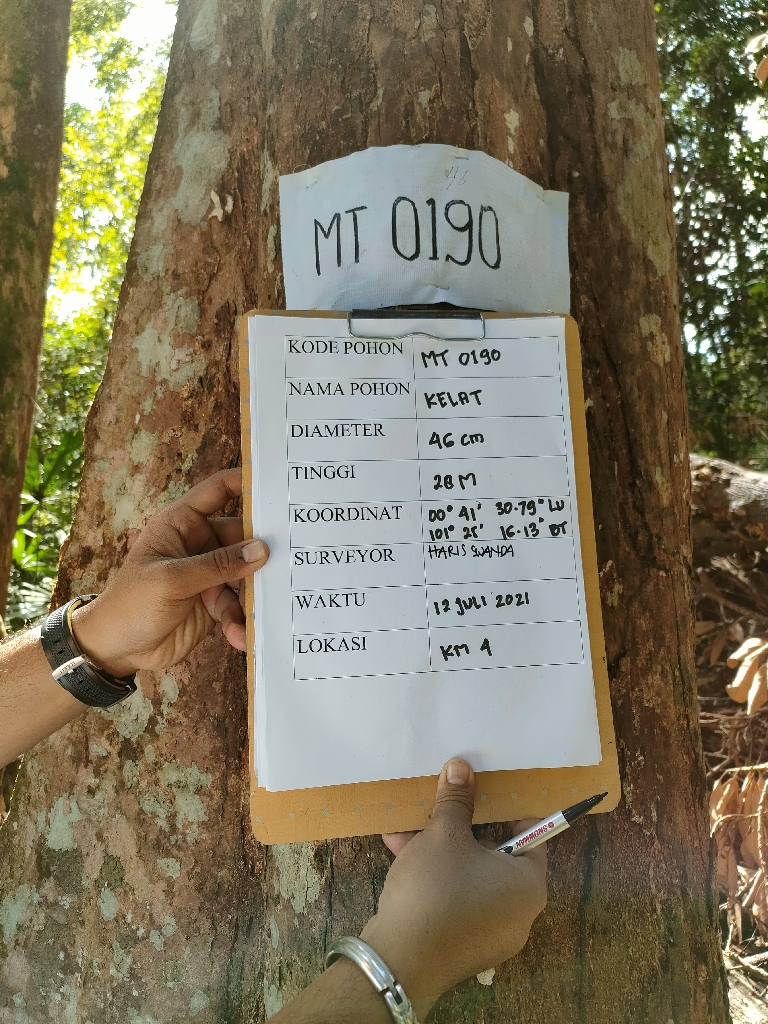 MT 0190
KODE POHON MT 0190
NAMA POHON KELAT
DIAMETER 46 cm
TINGGI 28 M
KOORDINAT 00° 41' 30.79" LU
101° 25' 16.13" BT
SURVEYOR HARIS SWANDA
WAKTU 12 JULI 2021
LOKASI KM 4
SNOWMAN